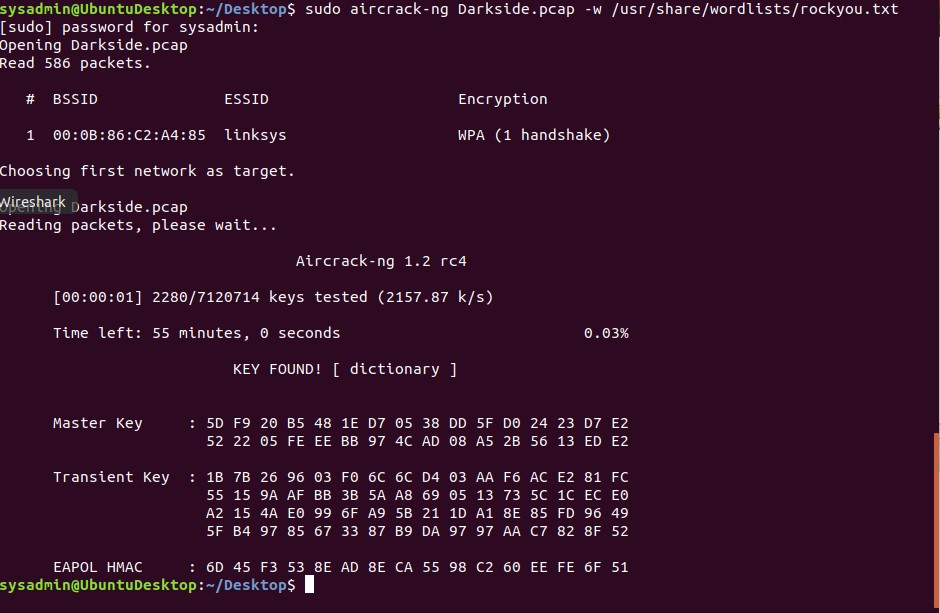 sysadmin@UbuntuDesktop:~/Desktop$ sudo aircrack-ng Darkside.pcap -w /usr/share/wordlists/rockyou.txt
[sudo] password for sysadmin:
Opening Darkside.pcap
Read 586 packets.
# BSSID ESSID Encryption
1 00:0B:86:C2:A4:85 linksys WPA (1 handshake)
Choosing first network as target.
Wireshark
Opening Darkside.pcap
Reading packets, please wait...
Aircrack-ng 1.2 rc4
[00:00:01] 2280/7120714 keys tested (2157.87 k/s)
Time left: 55 minutes, 0 seconds 0.03%
KEY FOUND! [ dictionary ]
Master Key : 5D F9 20 B5 48 1E D7 05 38 DD 5F D0 24 23 D7 E2
52 22 05 FE EE BB 97 4C AD 08 A5 2B 56 13 ED E2
Transient Key : 1B 7B 26 96 03 F0 6C 6C D4 03 AA F6 AC E2 81 FC
55 15 9A AF BB 3B 5A A8 69 05 13 73 5C 1C EC E0
A2 15 4A E0 99 6F A9 5B 21 1D A1 8E 85 FD 96 49
5F B4 97 85 67 33 87 B9 DA 97 97 AA C7 82 8F 52
EAPOL HMAC : 6D 45 F3 53 8E AD 8E CA 55 98 C2 60 EE FE 6F 51
sysadmin@UbuntuDesktop:~/Desktop$